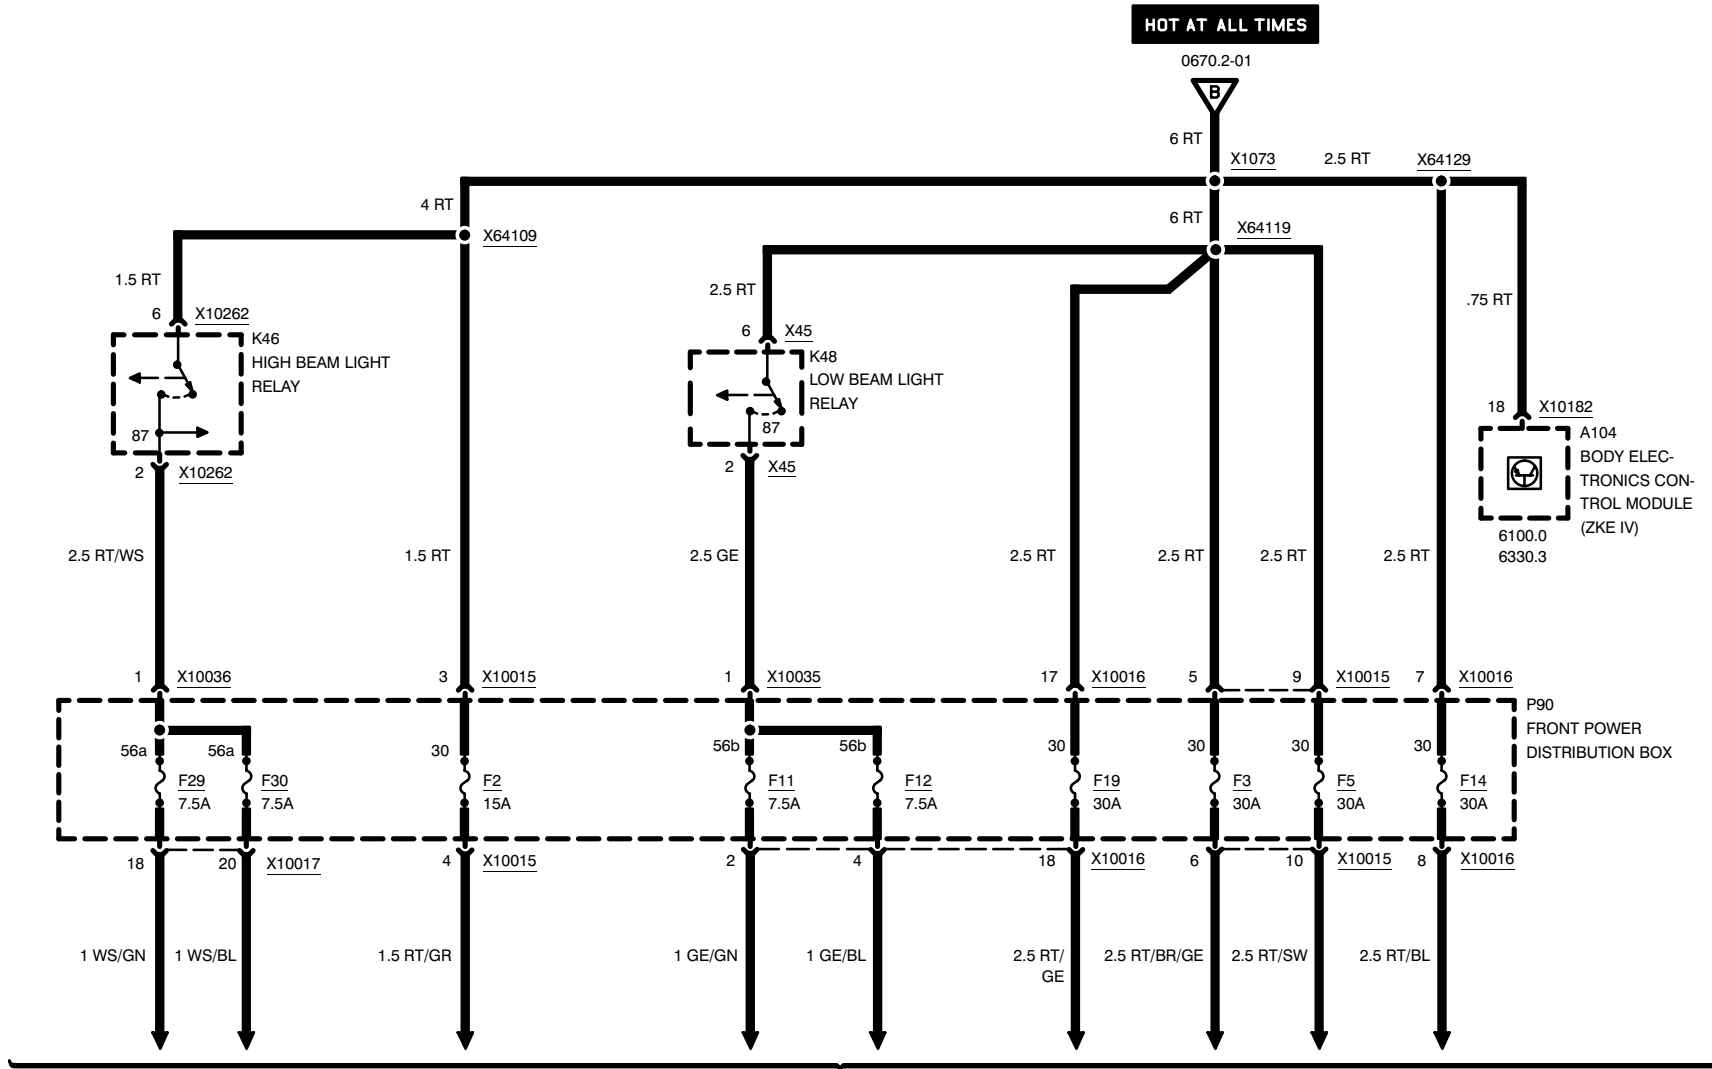 HOT AT ALL TIMES
0670.2-01
B
6 RT
X1073
2.5 RT
X64129
4 RT
6 RT
X64109
X64119
1.5 RT
2.5 RT
.75 RT
6
X10262
K46
HIGH BEAM LIGHT
RELAY
87
2
X10262
6
X45
K48
LOW BEAM LIGHT
RELAY
87
2
X45
18
X10182
A104
BODY ELEC-
TRONICS CON-
TROL MODULE
(ZKE IV)
6100.0
6330.3
2.5 RT/WS
1.5 RT
2.5 GE
2.5 RT
2.5 RT
2.5 RT
2.5 RT
1
X10036
3
X10015
1
X10035
17
X10016
5
9
X10015
7
X10016
P90
FRONT POWER
DISTRIBUTION BOX
56a
56a
30
56b
56b
30
30
30
30
F29
7.5A
F30
7.5A
F2
15A
F11
7.5A
F12
7.5A
F19
30A
F3
30A
F5
30A
F14
30A
18
20
X10017
4
X10015
2
4
18
X10016
6
10
X10015
8
X10016
1 WS/GN
1 WS/BL
1.5 RT/GR
1 GE/GN
1 GE/BL
2.5 RT/
GE
2.5 RT/BR/GE
2.5 RT/SW
2.5 RT/BL